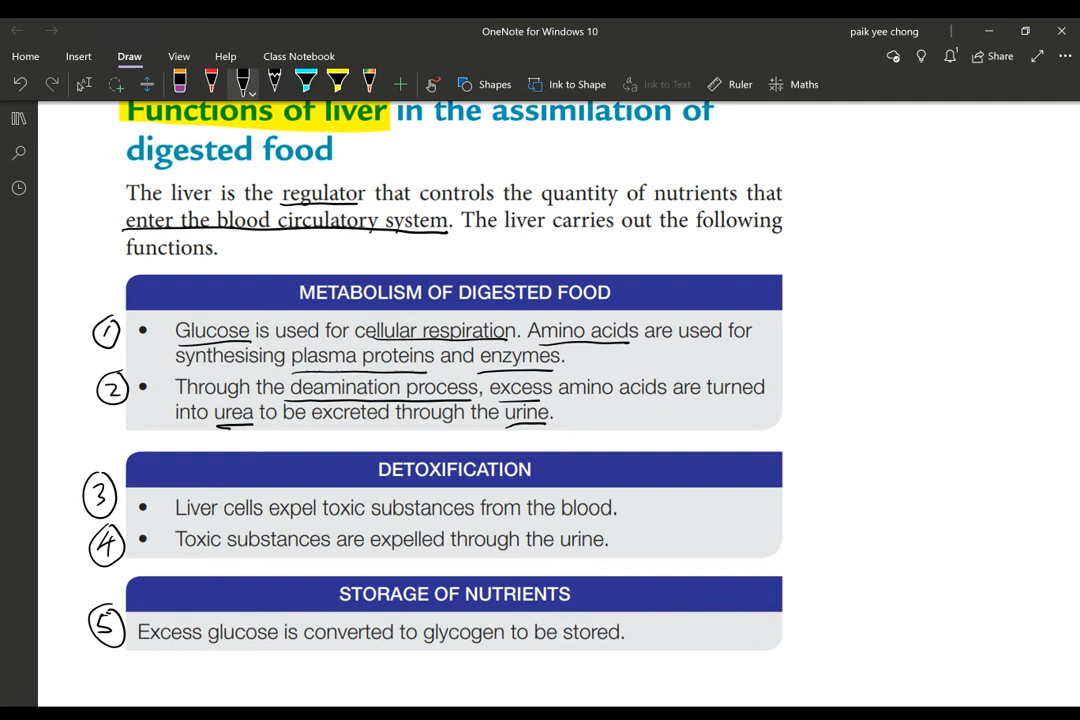 OneNote for Windows 10
paik yee chong
Home Insert Draw View Help Class Notebook
1 Share
Shapes Ink to Shape Ink to Text Ruler Maths
Functions of liver in the assimilation of
digested food
The liver is the regulator that controls the quantity of nutrients that
enter the blood circulatory system. The liver carries out the following
functions.
METABOLISM OF DIGESTED FOOD
1 • Glucose is used for cellular respiration. Amino acids are used for
synthesising plasma proteins and enzymes.
2 • Through the deamination process, excess amino acids are turned
into urea to be excreted through the urine.
DETOXIFICATION
3 • Liver cells expel toxic substances from the blood.
4 • Toxic substances are expelled through the urine.
STORAGE OF NUTRIENTS
5 Excess glucose is converted to glycogen to be stored.